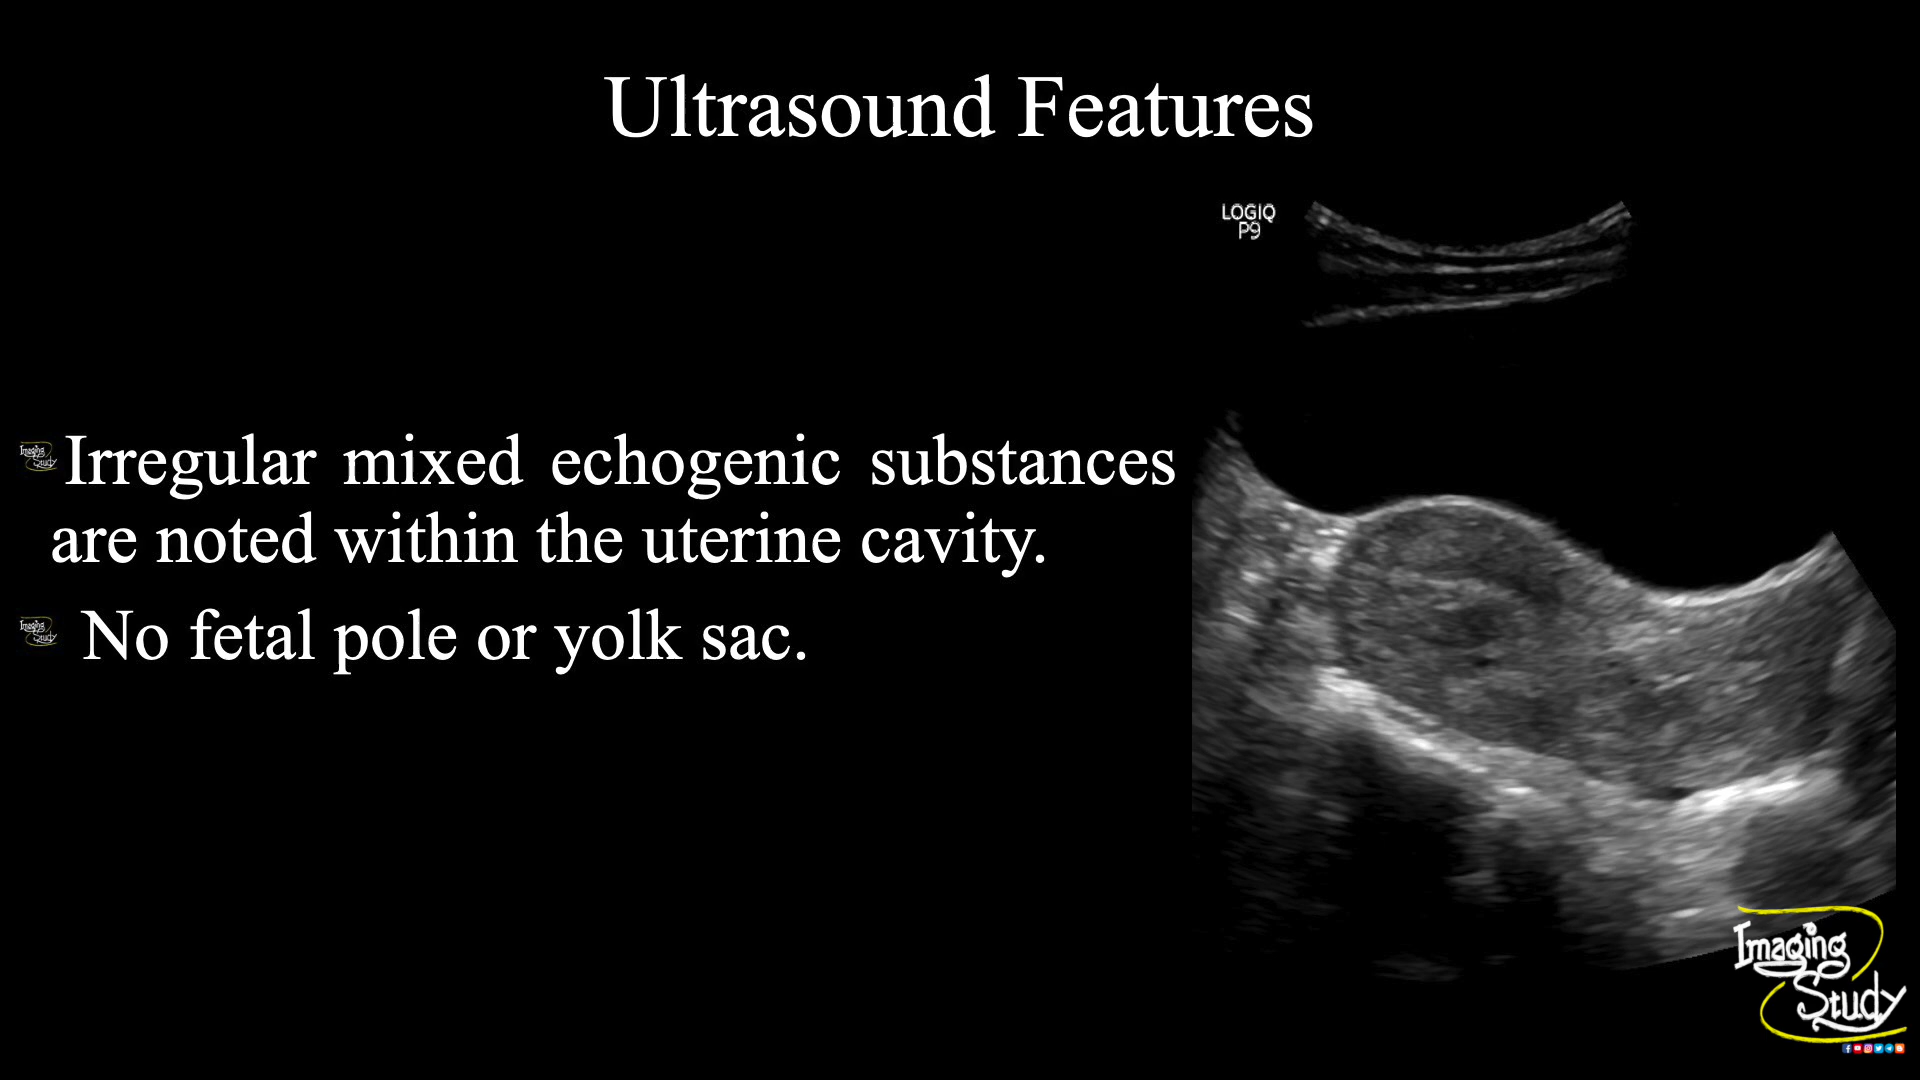 Ultrasound Features
LOGIQ
P9
Irregular mixed echogenic substances
are noted within the uterine cavity.
No fetal pole or yolk sac.
Imaging
Study